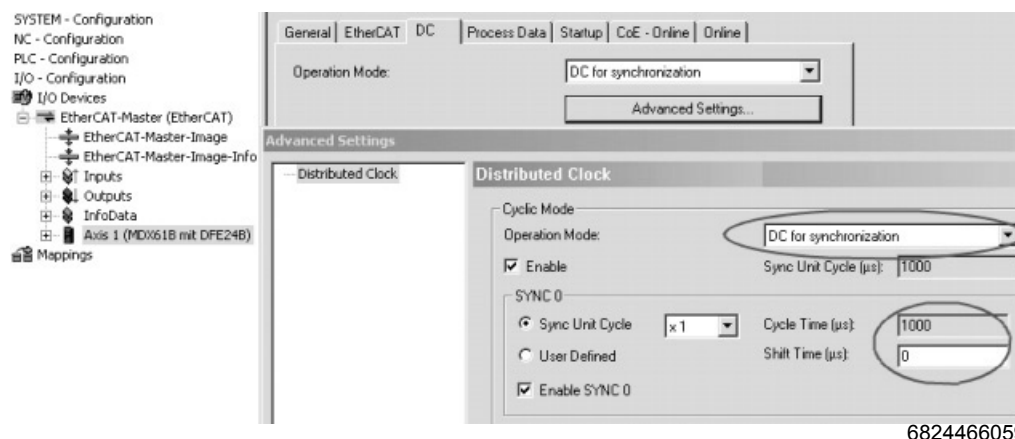 SYSTEM - Configuration
NC - Configuration
PLC - Configuration
I/O - Configuration
I/O Devices
EtherCAT-Master (EtherCAT)
EtherCAT-Master-Image
EtherCAT-Master-Image-Info
Inputs
Outputs
InfoData
Axis 1 (MDX61B mit DFE24B)
Mappings
General EtherCAT DC Process Data Startup CoE - Online Online
Operation Mode: DC for synchronization
Advanced Settings...
Advanced Settings
Distributed Clock
Distributed Clock
Cyclic Mode
Operation Mode: DC for synchronization
Enable Sync Unit Cycle (µs): 1000
SYNC 0
Sync Unit Cycle x 1 Cycle Time (µs): 1000
User Defined Shift Time (µs): 0
Enable SYNC 0
6824466059